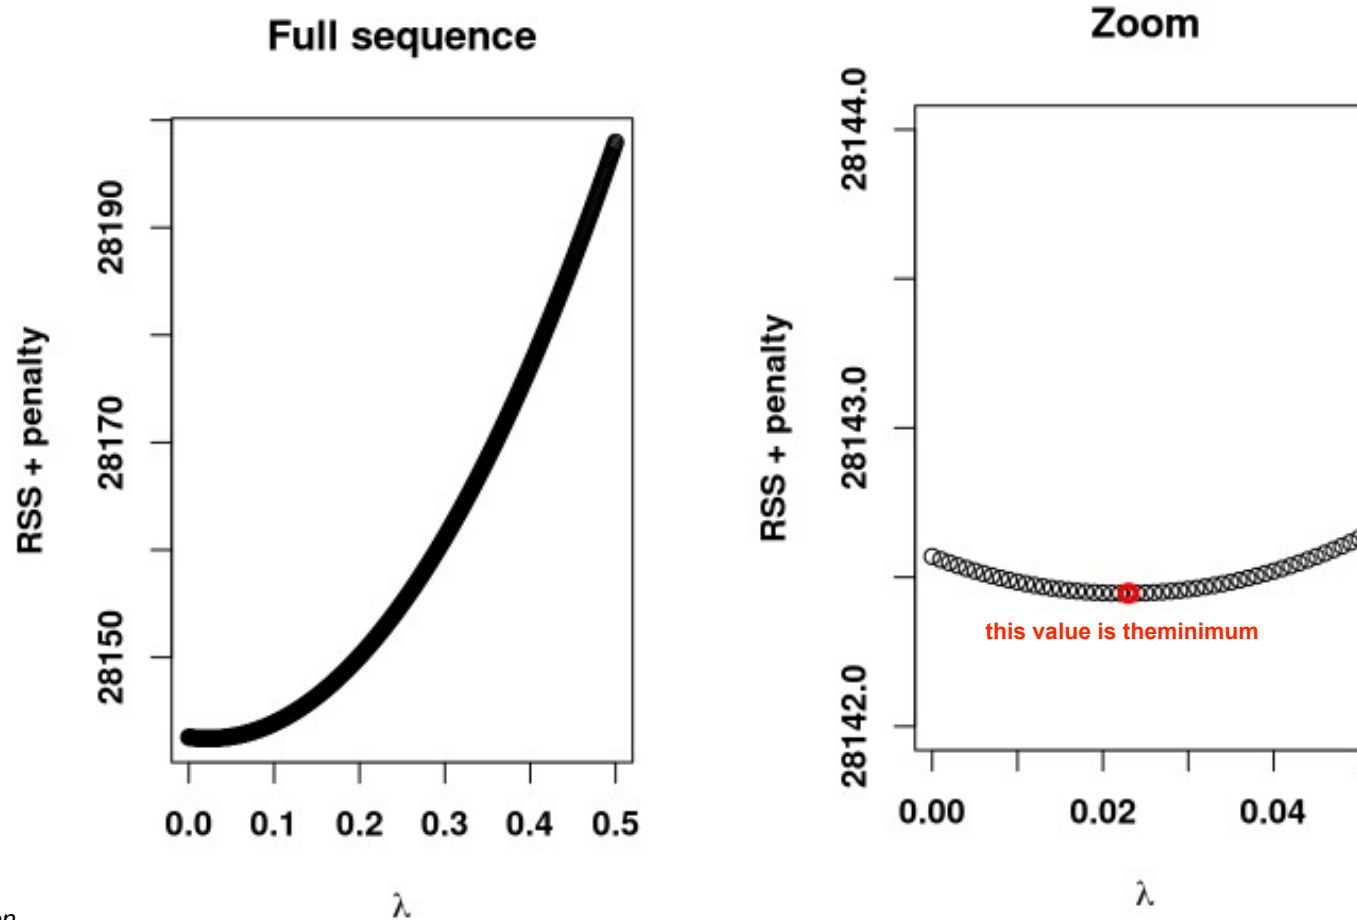 Full sequence
RSS + penalty
28190
28170
28150
0.0 0.1 0.2 0.3 0.4 0.5
λ
Zoom
RSS + penalty
28144.0
28143.0
28142.0
this value is theminimum
0.00 0.02 0.04
λ